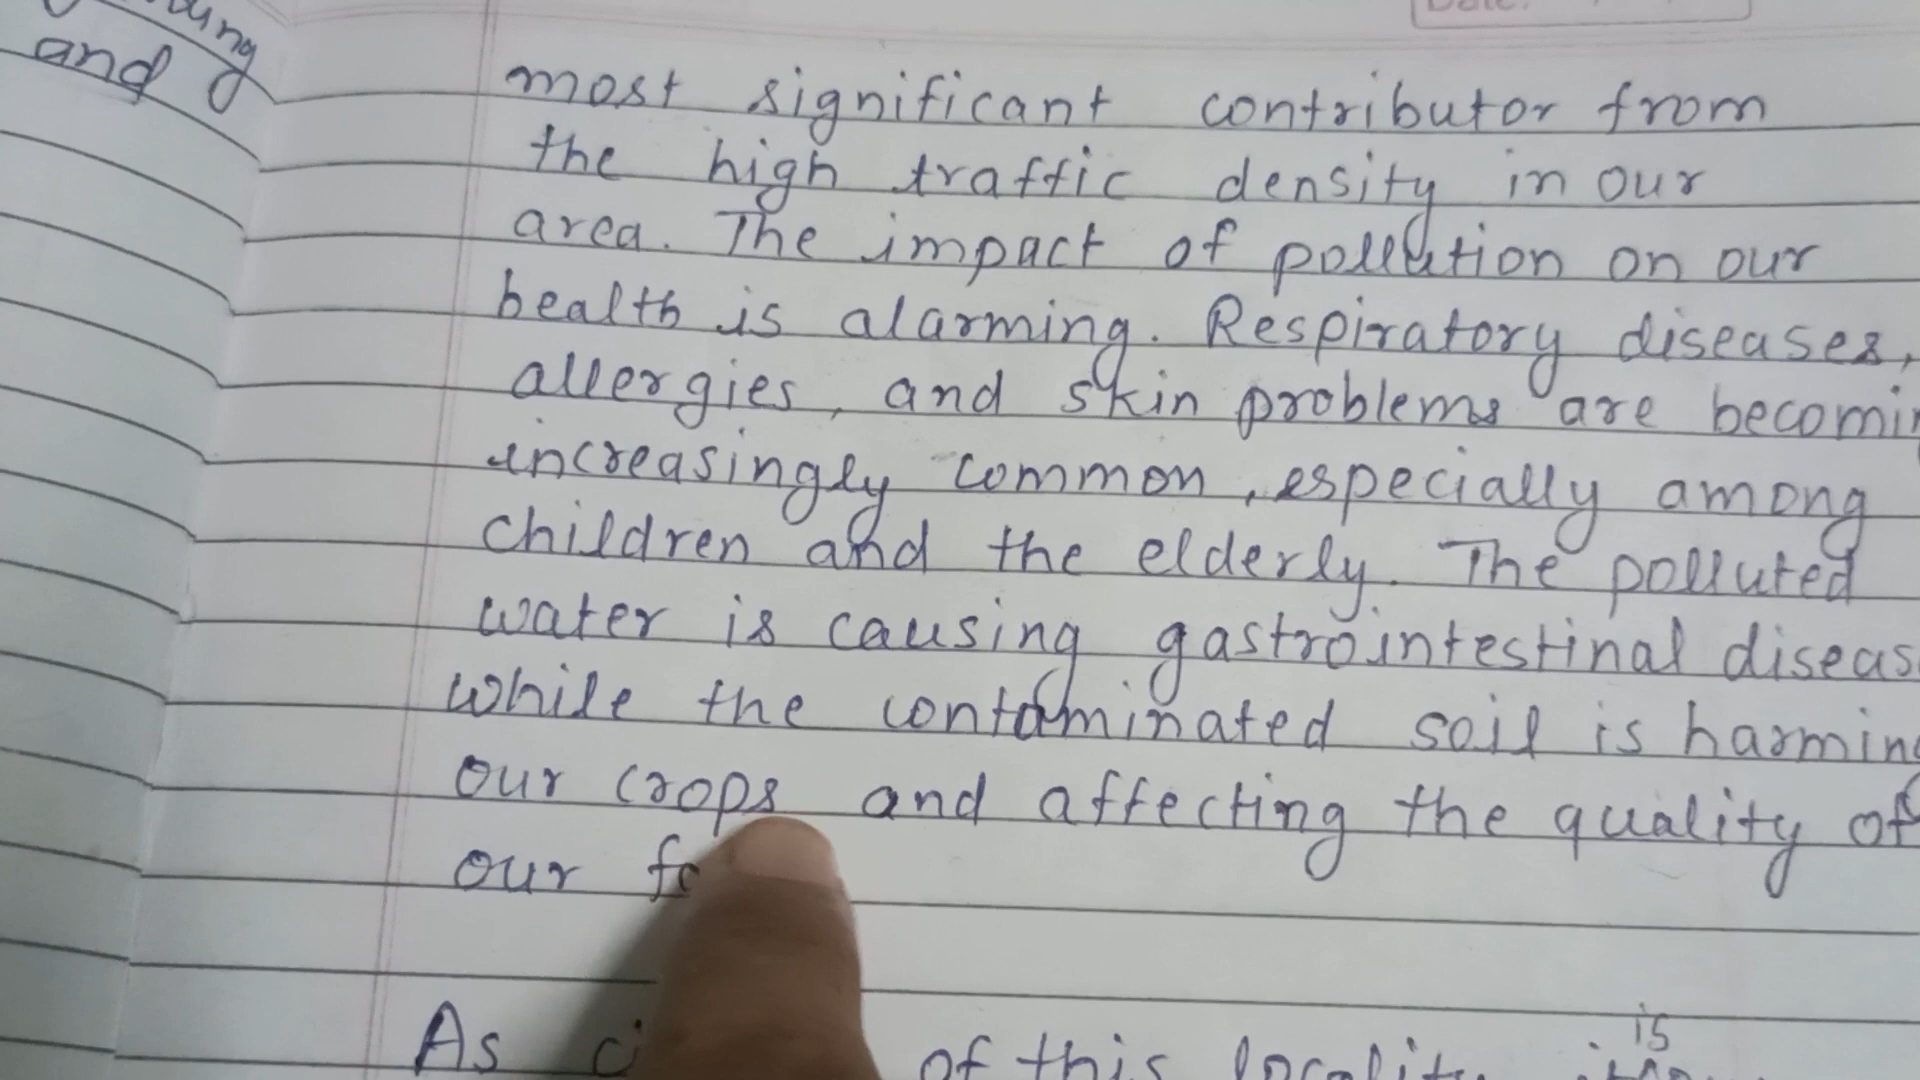 and
most significant contributor from
the high traffic density in our
area. The impact of pollution on our
health is alarming. Respiratory diseases,
allergies, and skin problems are
increasingly common, especially among
children and the elderly. The polluted
water is causing gastrointestinal
while the contaminated soil is
our crops and affecting the quality of
our
is
As of this locality